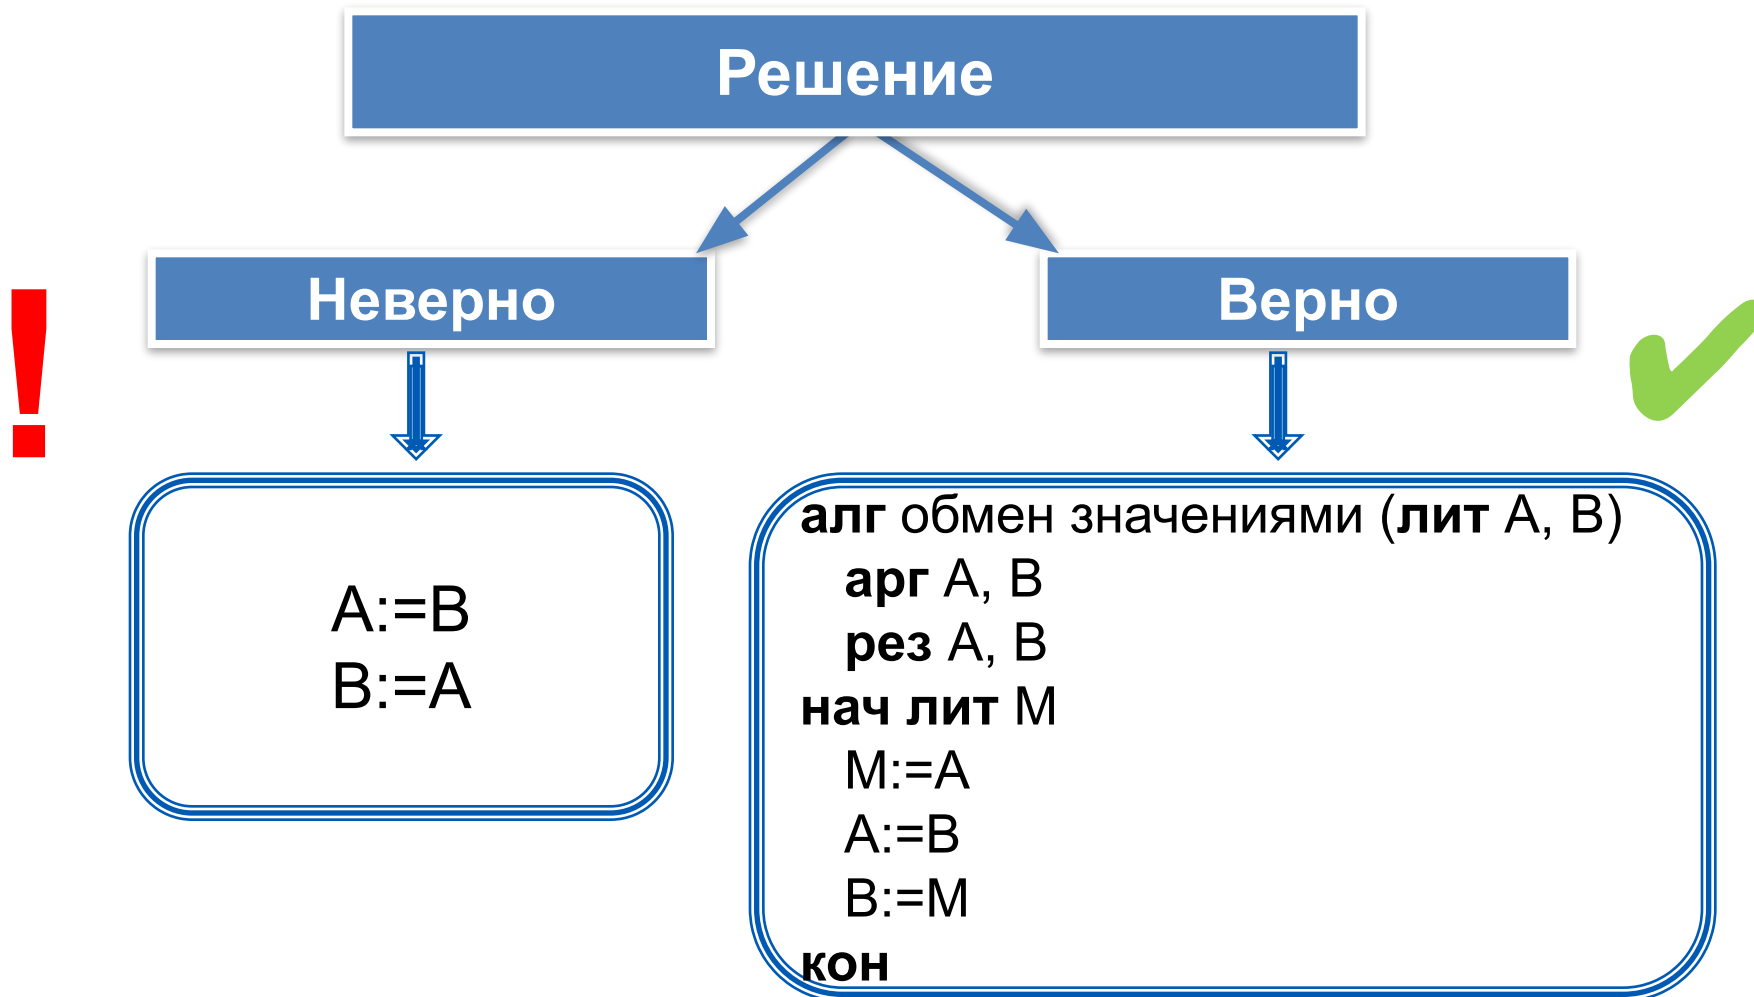 Решение
Неверно
Верно
!
A:=B
B:=A
алг обмен значениями (лит A, B)
арг A, B
рез A, B
нач лит M
M:=A
A:=B
B:=M
кон